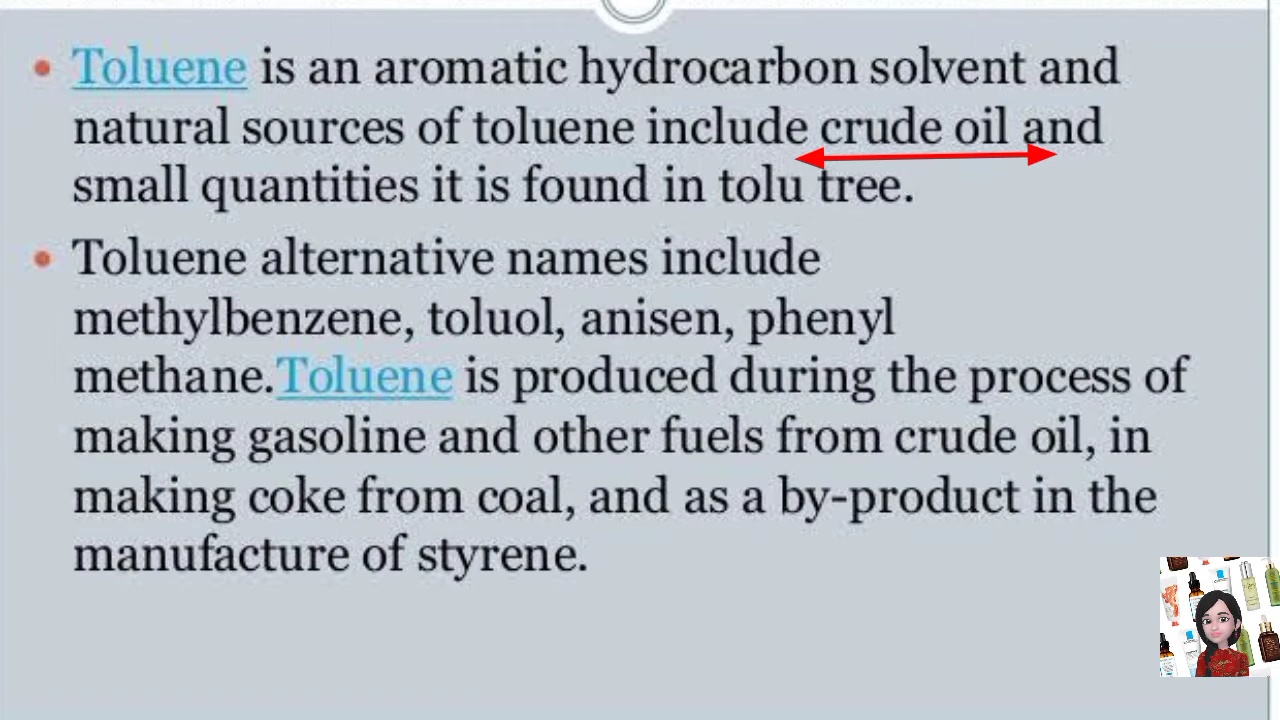 Toluene is an aromatic hydrocarbon solvent and
natural sources of toluene include crude oil and
small quantities it is found in tolu tree.
Toluene alternative names include
methylbenzene, toluol, anisen, phenyl
methane.Toluene is produced during the process of
making gasoline and other fuels from crude oil, in
making coke from coal, and as a by-product in the
manufacture of styrene.